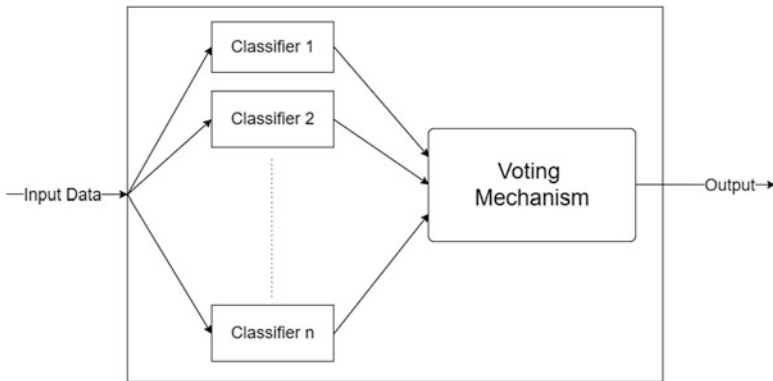 Classifier 1
Classifier 2
Input Data
Voting
Mechanism
Output
Classifier n